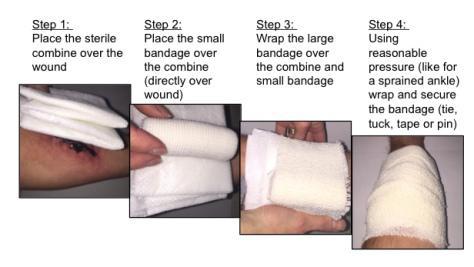 Step 1:
Place the sterile
combine over the
wound
Step 2:
Place the small
bandage over
the combine
(directly over
wound)
Step 3:
Wrap the large
bandage over
the combine and
small bandage
Step 4:
Using
reasonable
pressure (like for
a sprained ankle)
wrap and secure
the bandage (tie,
tuck, tape or pin)